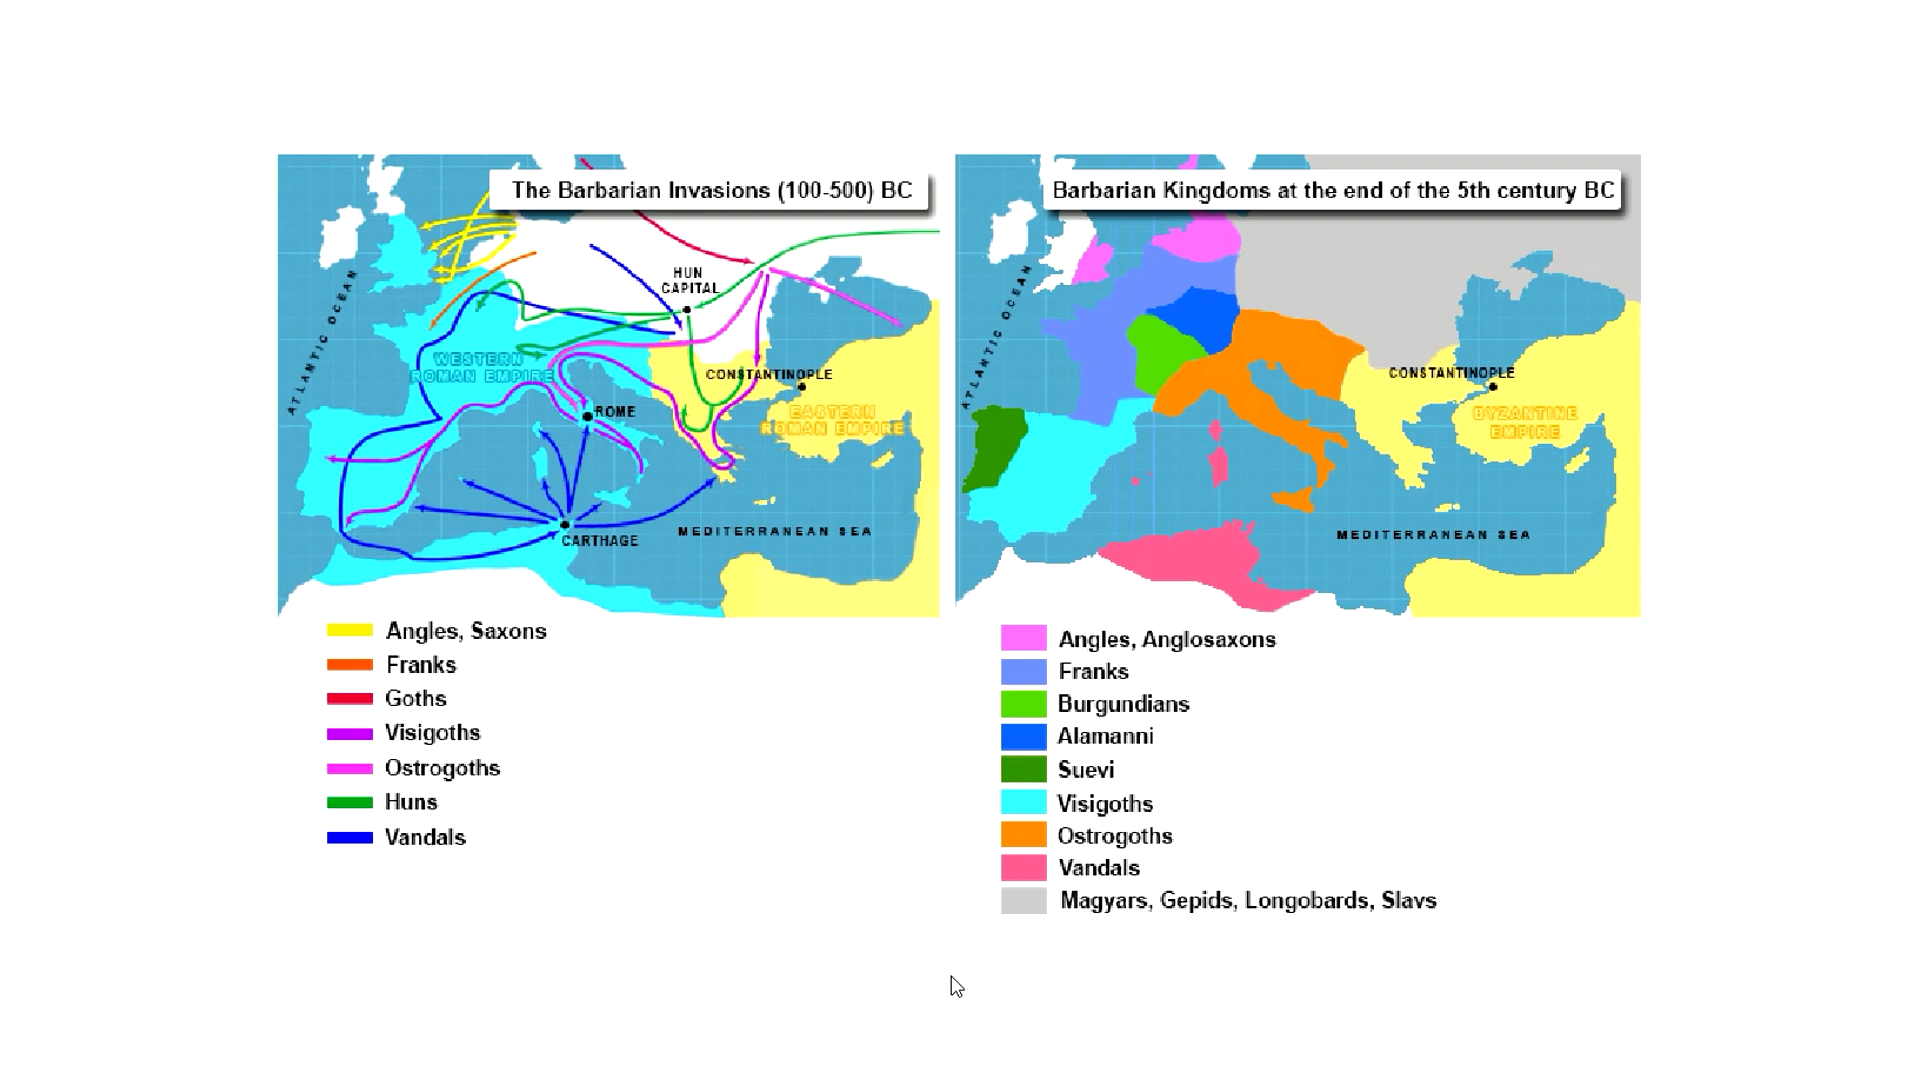 The Barbarian Invasions (100-500) BC
ATLANTIC OCEAN
HUN
CAPITAL
WESTERN
ROMAN EMPIRE
CONSTANTINOPLE
ROME
EASTERN
ROMAN EMPIRE
MEDITERRANEAN SEA
CARTHAGE
Angles, Saxons
Franks
Goths
Visigoths
Ostrogoths
Huns
Vandals
Barbarian Kingdoms at the end of the 5th century BC
ATLANTIC OCEAN
CONSTANTINOPLE
BYZANTINE
EMPIRE
MEDITERRANEAN SEA
Angles, Anglosaxons
Franks
Burgundians
Alamanni
Suevi
Visigoths
Ostrogoths
Vandals
Magyars, Gepids, Longobards, Slavs